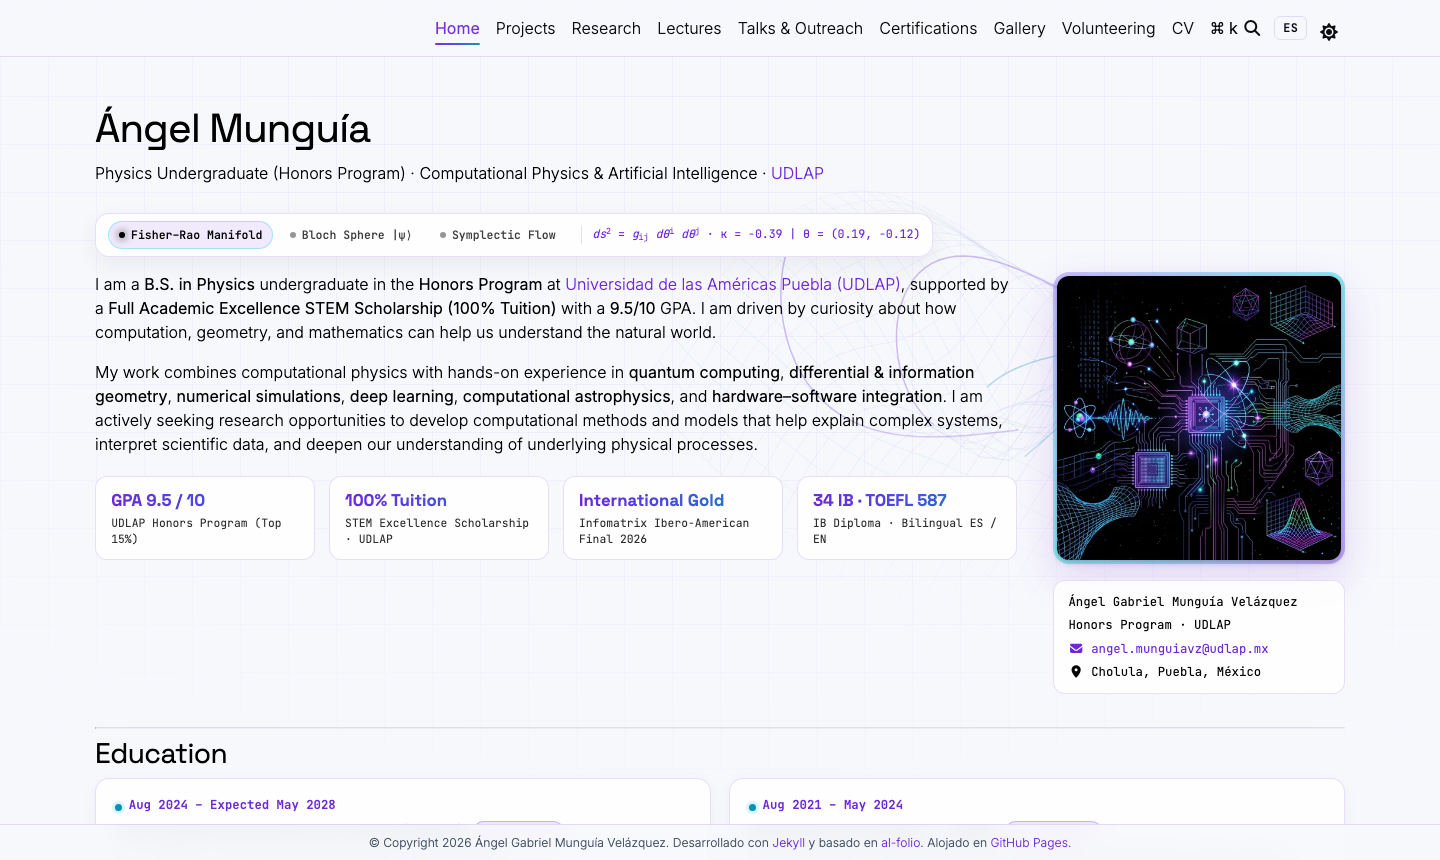 Home Projects Research Lectures Talks & Outreach Certifications Gallery Volunteering CV ⌘ k ES
Ángel Munguía
Physics Undergraduate (Honors Program) · Computational Physics & Artificial Intelligence · UDLAP
Fisher-Rao Manifold Bloch Sphere |ψ⟩ Symplectic Flow ds² = gᵢⱼ dθⁱ dθʲ · κ = -0.39 | θ = (0.19, -0.12)
I am a B.S. in Physics undergraduate in the Honors Program at Universidad de las Américas Puebla (UDLAP), supported by
a Full Academic Excellence STEM Scholarship (100% Tuition) with a 9.5/10 GPA. I am driven by curiosity about how
computation, geometry, and mathematics can help us understand the natural world.
My work combines computational physics with hands-on experience in quantum computing, differential & information
geometry, numerical simulations, deep learning, computational astrophysics, and hardware–software integration. I am
actively seeking research opportunities to develop computational methods and models that help explain complex systems,
interpret scientific data, and deepen our understanding of underlying physical processes.
GPA 9.5 / 10
UDLAP Honors Program (Top
15%)
100% Tuition
STEM Excellence Scholarship
· UDLAP
International Gold
Infomatrix Ibero-American
Final 2026
34 IB · TOEFL 587
IB Diploma · Bilingual ES /
EN
Ángel Gabriel Munguía Velázquez
Honors Program · UDLAP
angel.munguiavz@udlap.mx
Cholula, Puebla, México
Education
Aug 2024 – Expected May 2028
Aug 2021 – May 2024
© Copyright 2026 Ángel Gabriel Munguía Velázquez. Desarrollado con Jekyll y basado en al-folio. Alojado en GitHub Pages.